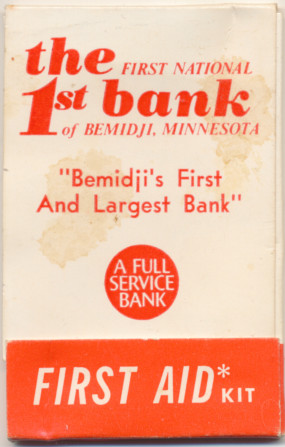 the FIRST NATIONAL
1st bank
of BEMIDJI, MINNESOTA
"Bemidji's First
And Largest Bank"
A FULL
SERVICE
BANK
FIRST AID* KIT